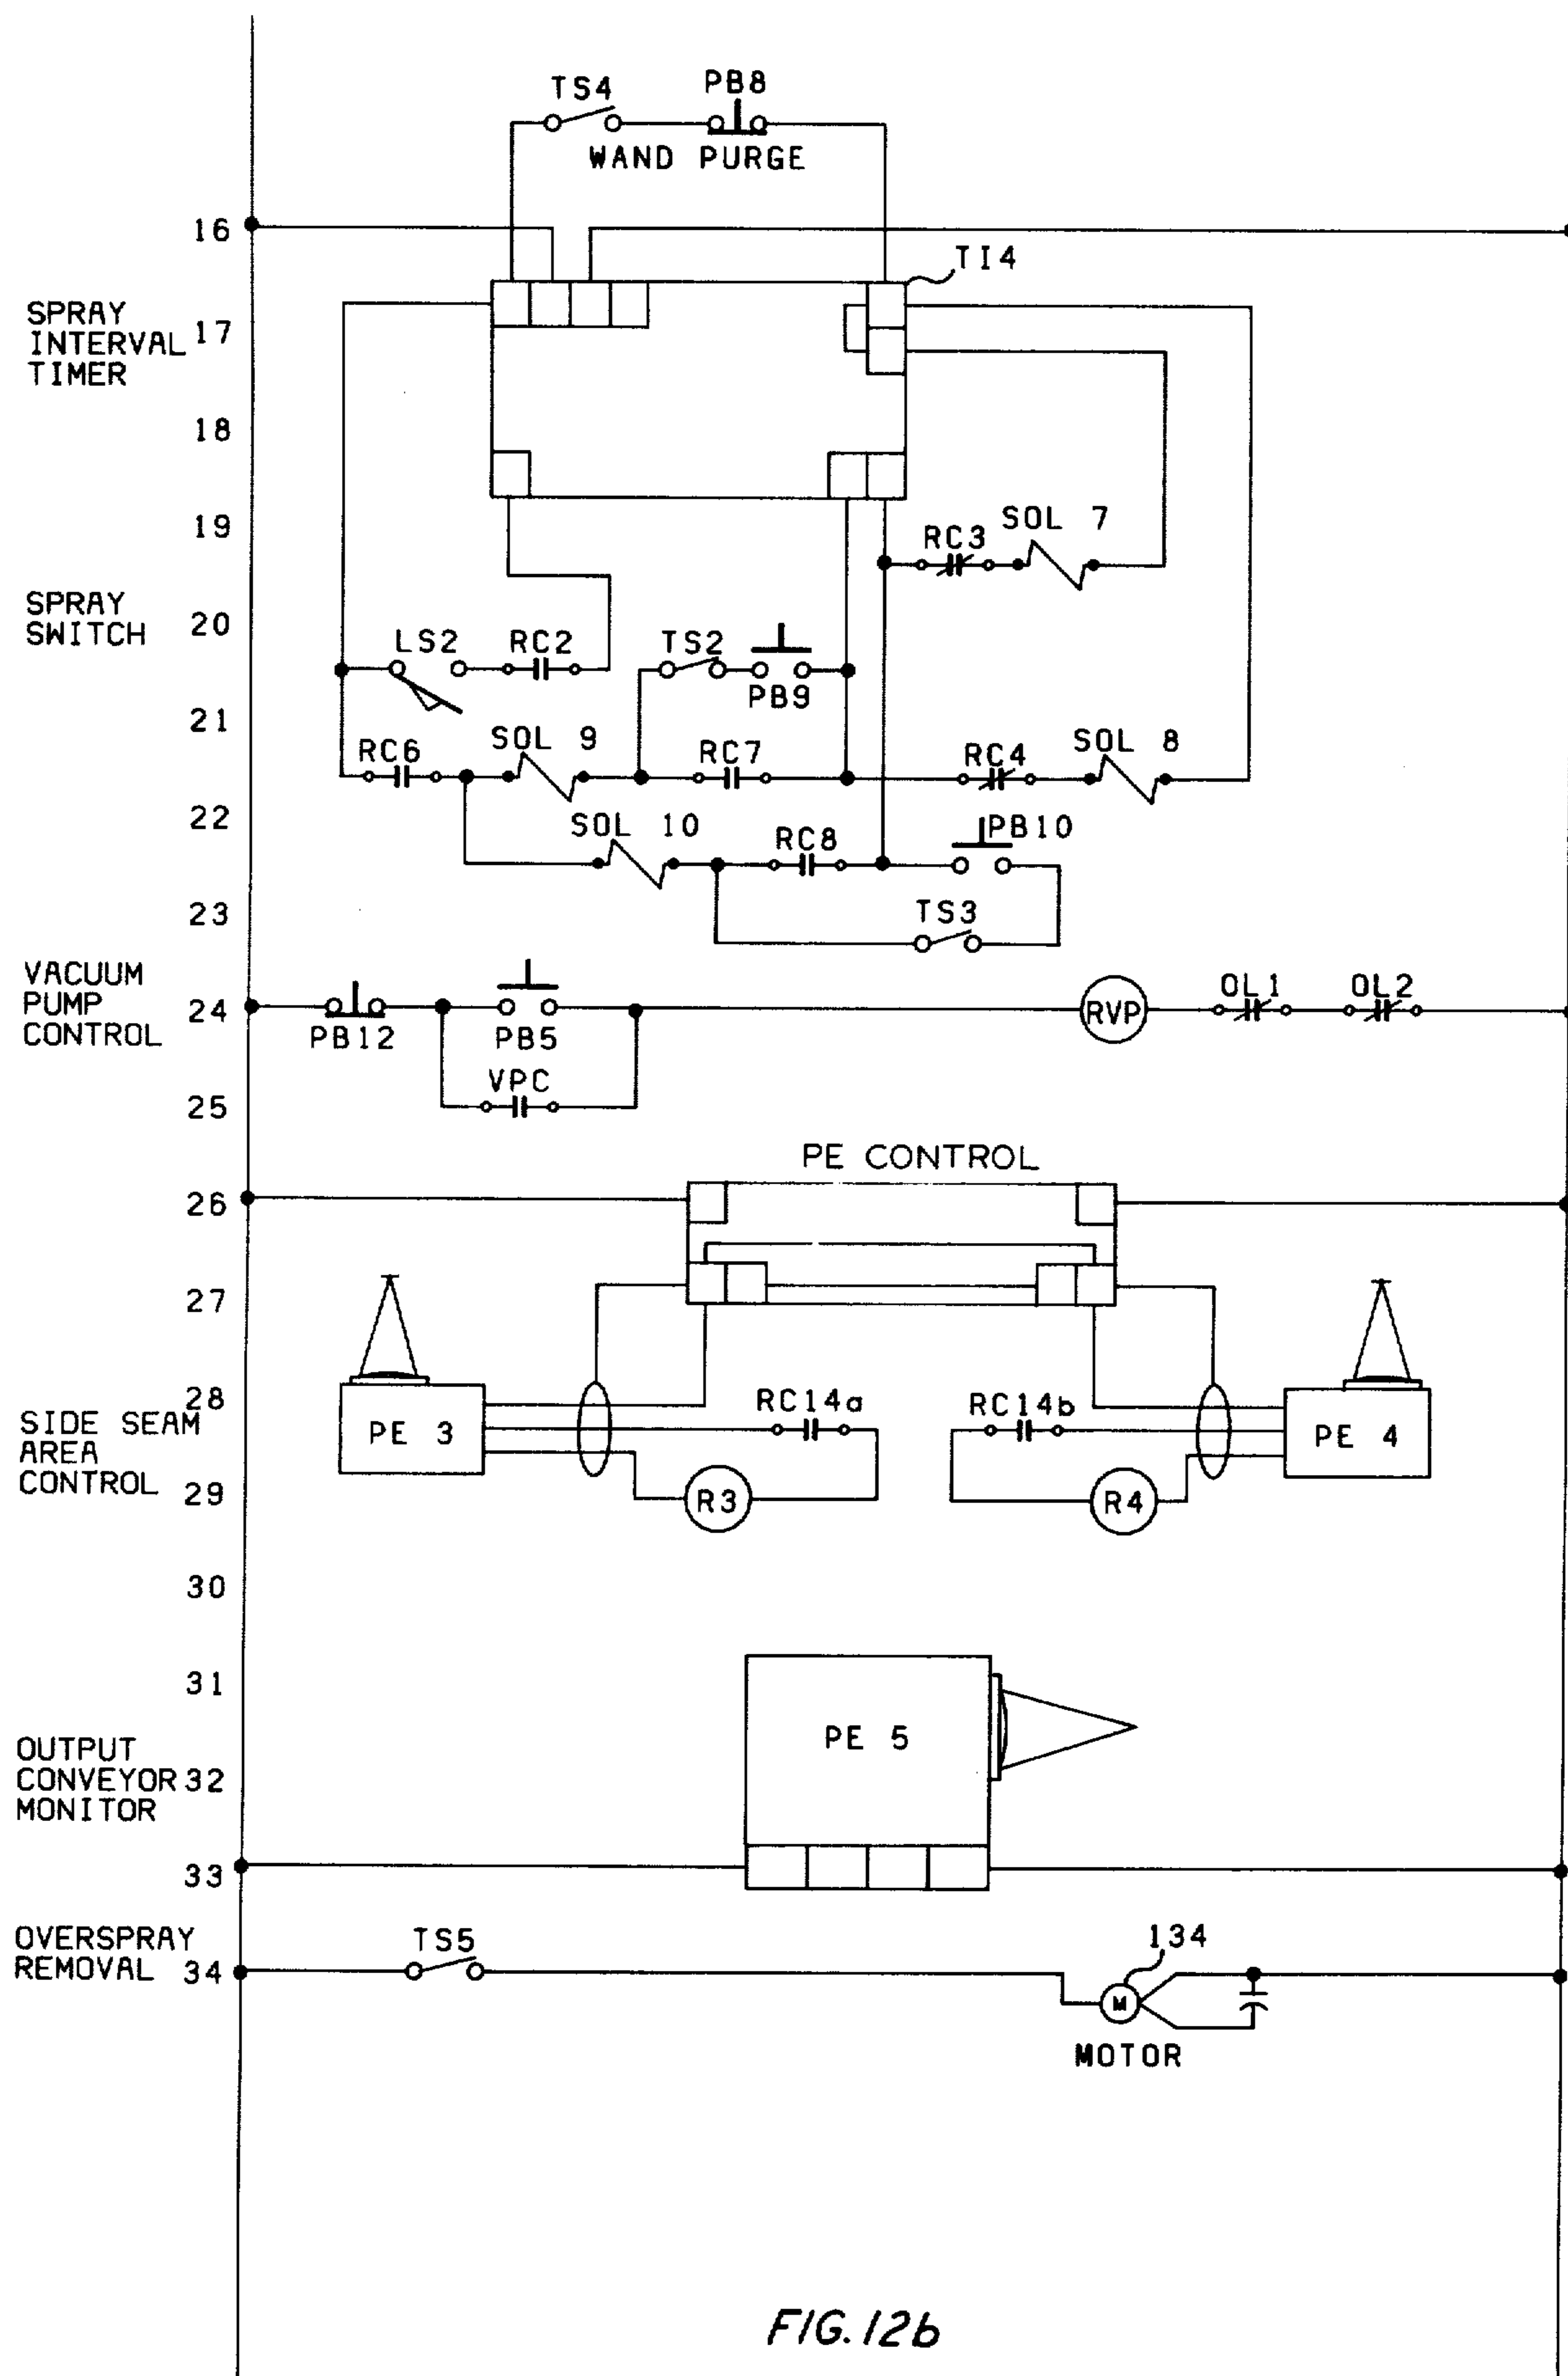 TS4 PB8
WAND PURGE
16
TI4
SPRAY
INTERVAL 17
TIMER
18
19 RC3 SOL 7
SPRAY
SWITCH 20
LS2 RC2 TS2
PB9
21
RC6 SOL 9 RC7 RC4 SOL 8
22
SOL 10 RC8 PB10
23 TS3
VACUUM
PUMP 24
CONTROL
PB12 PB5 RVP OL1 OL2
VPC
25
PE CONTROL
26
27
28
SIDE SEAM
AREA
CONTROL 29
PE 3 RC14a RC14b PE 4
R3 R4
30
31
PE 5
OUTPUT
CONVEYOR 32
MONITOR
33
OVERSPRAY
REMOVAL 34
TS5 134
M
MOTOR
FIG. 12b